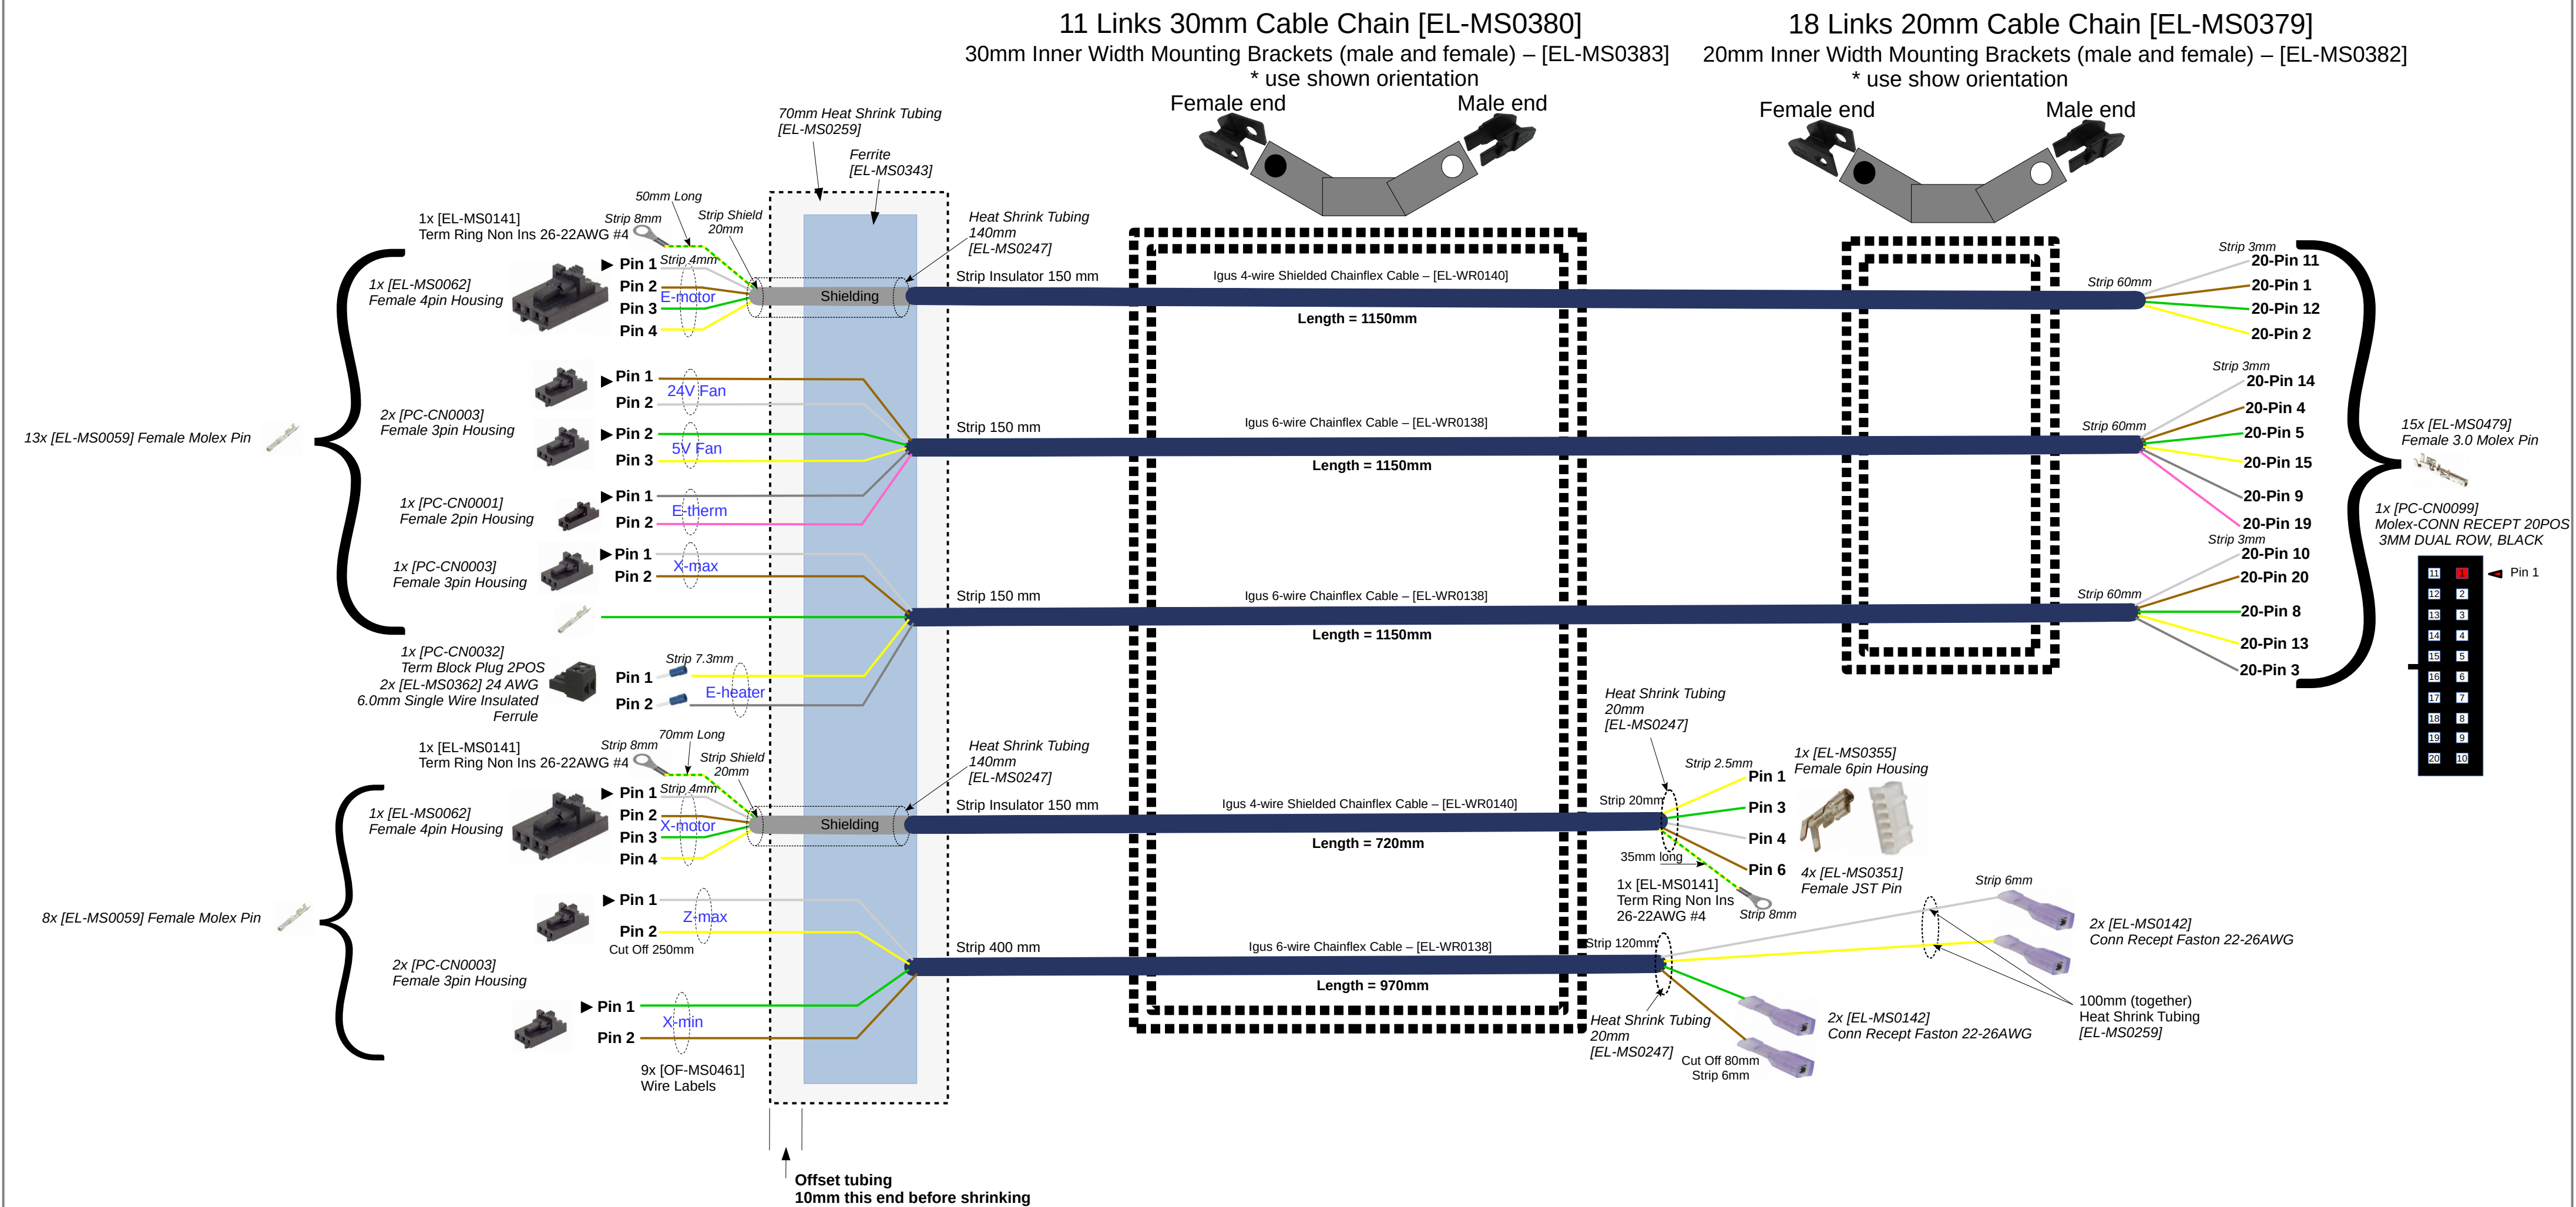 11 Links 30mm Cable Chain [EL-MS0380]
30mm Inner Width Mounting Brackets (male and female) – [EL-MS0383]
* use shown orientation
Female end
Male end
18 Links 20mm Cable Chain [EL-MS0379]
20mm Inner Width Mounting Brackets (male and female) – [EL-MS0382]
* use show orientation
Female end
Male end
70mm Heat Shrink Tubing
[EL-MS0259]
Ferrite
[EL-MS0343]
50mm Long
Strip 8mm
Strip Shield
20mm
1x [EL-MS0141]
Term Ring Non Ins 26-22AWG #4
Heat Shrink Tubing
140mm
[EL-MS0247]
1x [EL-MS0062]
Female 4pin Housing
Pin 1
Strip 4mm
Pin 2
E-motor
Pin 3
Pin 4
Shielding
Strip Insulator 150 mm
Igus 4-wire Shielded Chainflex Cable – [EL-WR0140]
Length = 1150mm
Strip 60mm
Strip 3mm
20-Pin 11
20-Pin 1
20-Pin 12
20-Pin 2
13x [EL-MS0059] Female Molex Pin
2x [PC-CN0003]
Female 3pin Housing
Pin 1
24V Fan
Pin 2
Pin 2
5V Fan
Pin 3
1x [PC-CN0001]
Female 2pin Housing
Pin 1
E-therm
Pin 2
Strip 150 mm
Igus 6-wire Chainflex Cable – [EL-WR0138]
Length = 1150mm
Strip 60mm
Strip 3mm
20-Pin 14
20-Pin 4
20-Pin 5
20-Pin 15
20-Pin 9
20-Pin 19
15x [EL-MS0479]
Female 3.0 Molex Pin
1x [PC-CN0099]
Molex-CONN RECEPT 20POS
3MM DUAL ROW, BLACK
1x [PC-CN0003]
Female 3pin Housing
Pin 1
X-max
Pin 2
1x [PC-CN0032]
Term Block Plug 2POS
2x [EL-MS0362] 24 AWG
6.0mm Single Wire Insulated
Ferrule
Strip 7.3mm
Pin 1
E-heater
Pin 2
Strip 150 mm
Igus 6-wire Chainflex Cable – [EL-WR0138]
Length = 1150mm
Strip 60mm
Strip 3mm
20-Pin 10
20-Pin 20
20-Pin 8
20-Pin 13
20-Pin 3
11 1
Pin 1
12 2
13 3
14 4
15 5
16 6
17 7
18 8
19 9
20 10
70mm Long
Strip 8mm
Strip Shield
20mm
1x [EL-MS0141]
Term Ring Non Ins 26-22AWG #4
Heat Shrink Tubing
140mm
[EL-MS0247]
8x [EL-MS0059] Female Molex Pin
1x [EL-MS0062]
Female 4pin Housing
Pin 1
Strip 4mm
Pin 2
X-motor
Pin 3
Pin 4
Shielding
Strip Insulator 150 mm
Igus 4-wire Shielded Chainflex Cable – [EL-WR0140]
Length = 720mm
Heat Shrink Tubing
20mm
[EL-MS0247]
Strip 20mm
Strip 2.5mm
Pin 1
Pin 3
Pin 4
Pin 6
1x [EL-MS0355]
Female 6pin Housing
4x [EL-MS0351]
Female JST Pin
35mm long
1x [EL-MS0141]
Term Ring Non Ins
26-22AWG #4
Strip 8mm
2x [PC-CN0003]
Female 3pin Housing
Pin 1
Z-max
Pin 2
Cut Off 250mm
Pin 1
X-min
Pin 2
9x [OF-MS0461]
Wire Labels
Strip 400 mm
Igus 6-wire Chainflex Cable – [EL-WR0138]
Length = 970mm
Strip 120mm
Heat Shrink Tubing
20mm
[EL-MS0247]
Strip 6mm
2x [EL-MS0142]
Conn Recept Faston 22-26AWG
100mm (together)
Heat Shrink Tubing
[EL-MS0259]
2x [EL-MS0142]
Conn Recept Faston 22-26AWG
Cut Off 80mm
Strip 6mm
Offset tubing
10mm this end before shrinking